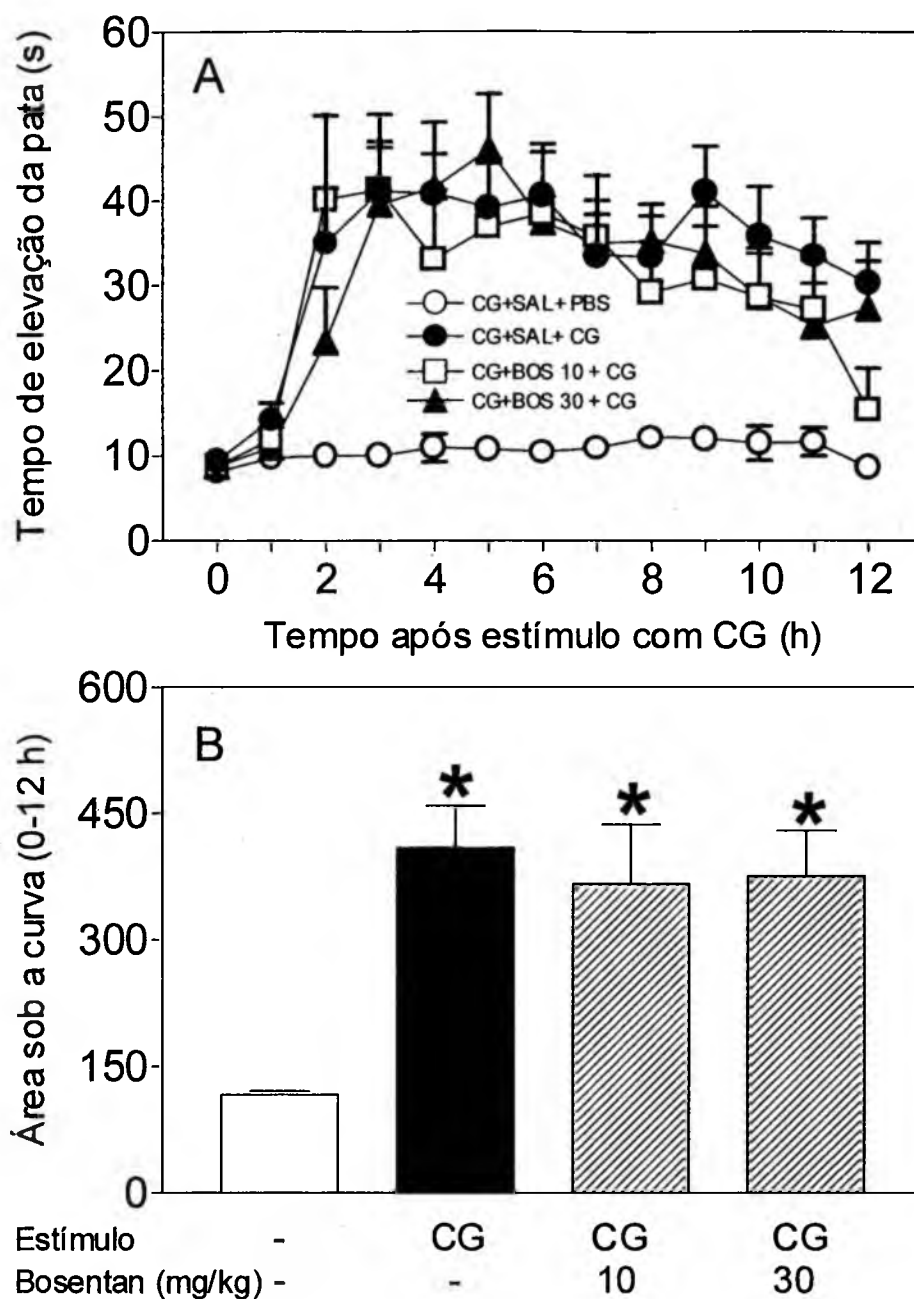 A
Tempo de elevação da pata (s)
60
50
40
30
20
10
0
CG+SAL+PBS
CG+SAL+ CG
CG+BOS 10 + CG
CG+BOS 30 + CG
0 2 4 6 8 10 12
Tempo após estímulo com CG (h)
B
Área sob a curva (0-12 h)
600
450
300
150
0
* * *
Estímulo - CG CG CG
Bosentan (mg/kg) - - 10 30